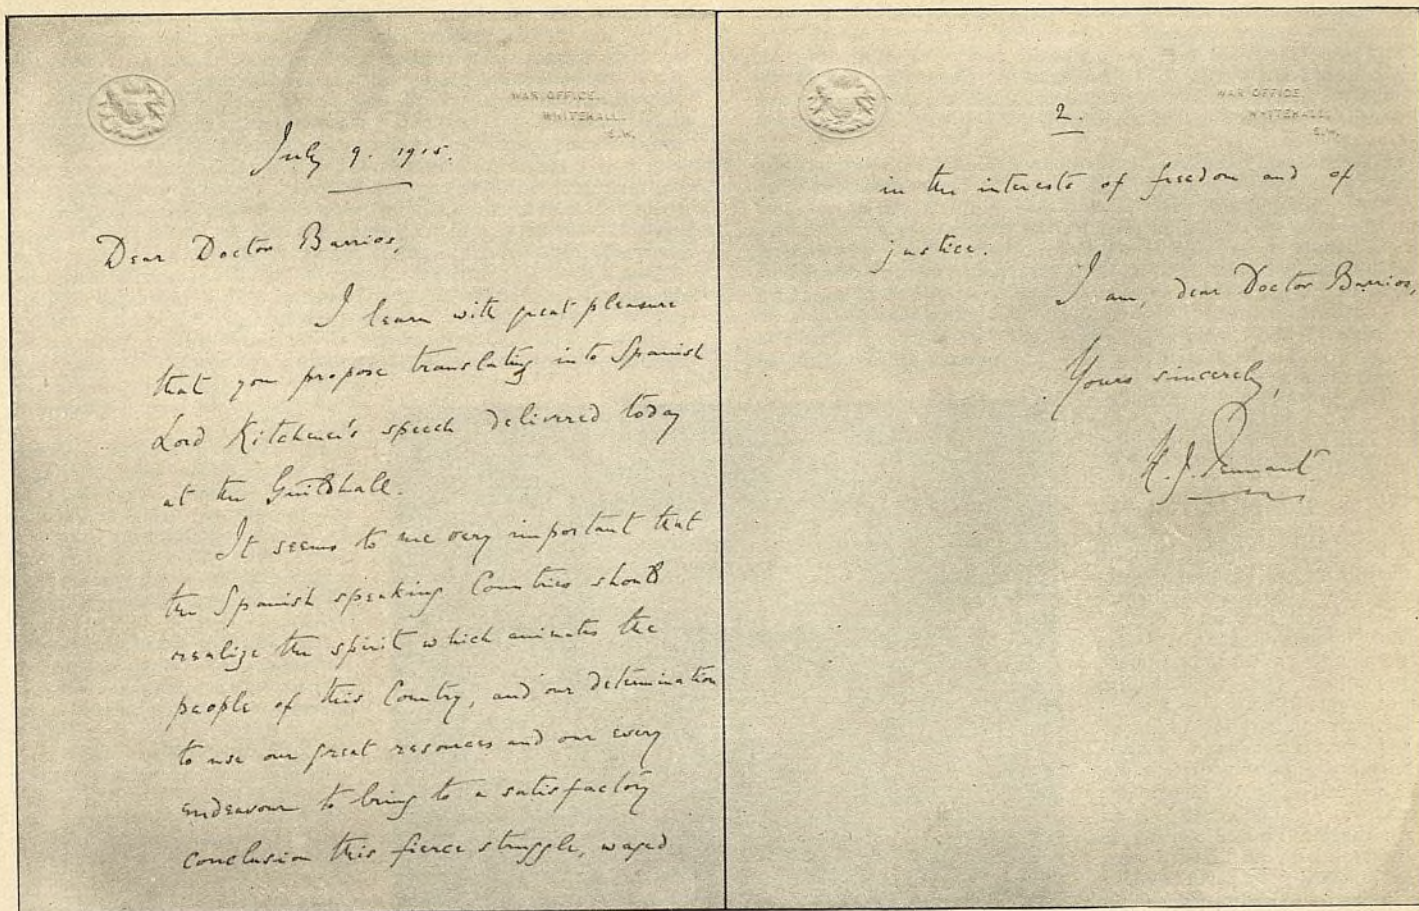 WAR OFFICE,
WHITEHALL,
S.W.
July 9. 1915.
Dear Doctor Barrios,
I learn with great pleasure
that you propose translating into Spanish
Lord Kitchener's speech delivered today
at the Guildhall.
It seems to me very important that
the Spanish speaking Countries should
realize the spirit which animates the
people of this Country, and our determination
to use our great resources and our every
endeavour to bring to a satisfactory
conclusion this fierce struggle, waged
WAR OFFICE,
WHITEHALL,
S.W.
2.
in the interests of freedom and of
justice.
I am, dear Doctor Barrios,
Yours sincerely,
H. J. Tennant